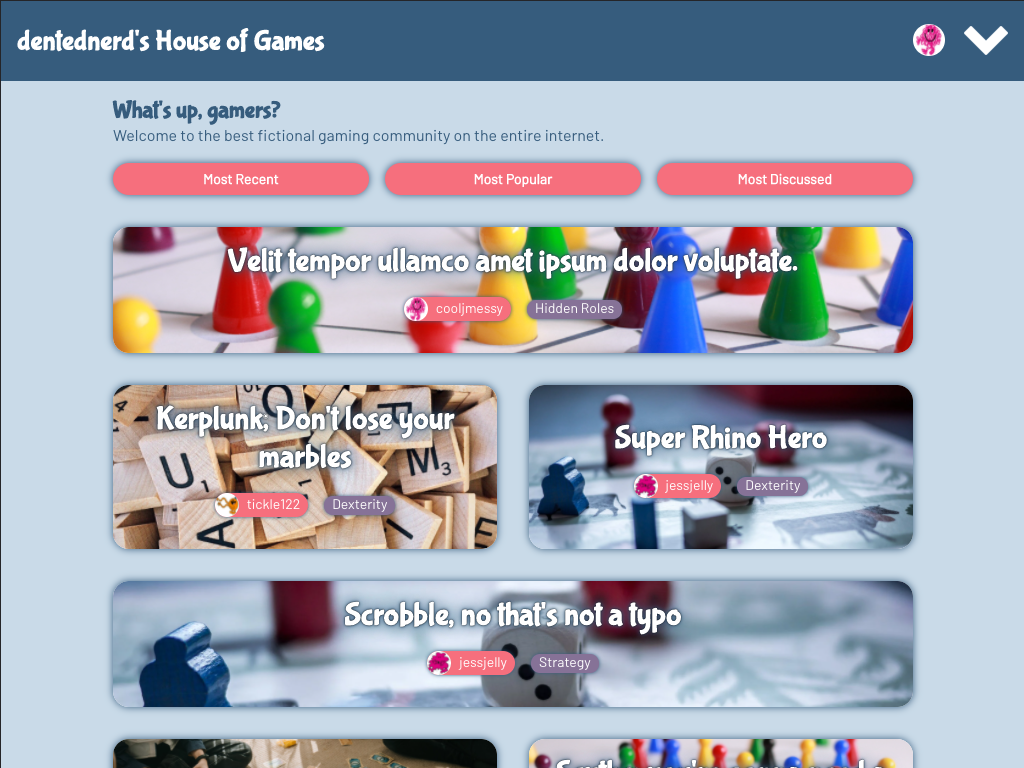 dentednerd's House of Games
What's up, gamers?
Welcome to the best fictional gaming community on the entire internet.
Most Recent
Most Popular
Most Discussed
Velit tempor ullamco amet ipsum dolor voluptate.
cooljmessy
Hidden Roles
Kerplunk; Don't lose your
marbles
tickle122
Dexterity
U1
M3
Super Rhino Hero
jessjelly
Dexterity
Scrobble, no that's not a typo
jessjelly
Strategy